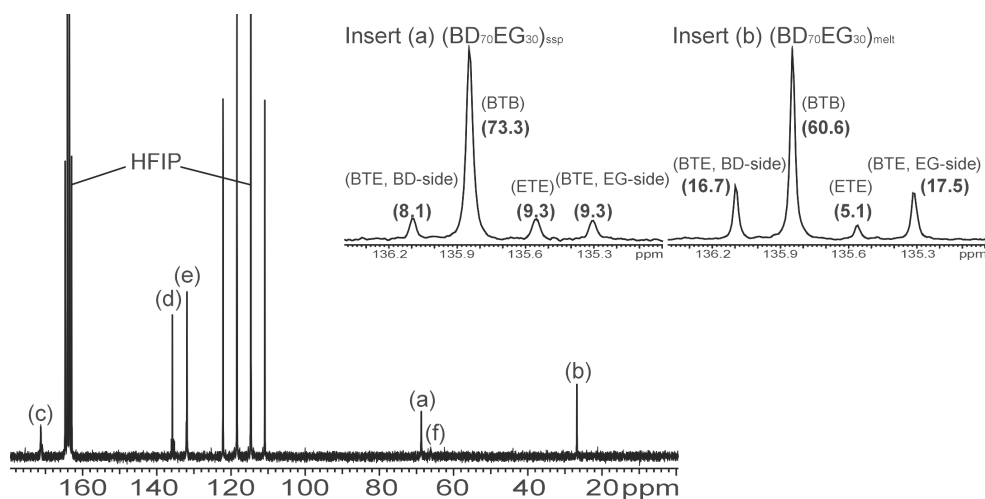 Insert (a) (BD70EG30)ssp
Insert (b) (BD70EG30)melt
(BTB)
(73.3)
(BTE, BD-side)
(8.1)
(ETE)
(9.3)
(BTE, EG-side)
(9.3)
136.2 135.9 135.6 135.3 ppm
(BTB)
(60.6)
(BTE, BD-side)
(16.7)
(ETE)
(5.1)
(BTE, EG-side)
(17.5)
136.2 135.9 135.6 135.3 ppm
HFIP
(c)
(d)
(e)
(a)
(f)
(b)
160 140 120 100 80 60 40 20 ppm